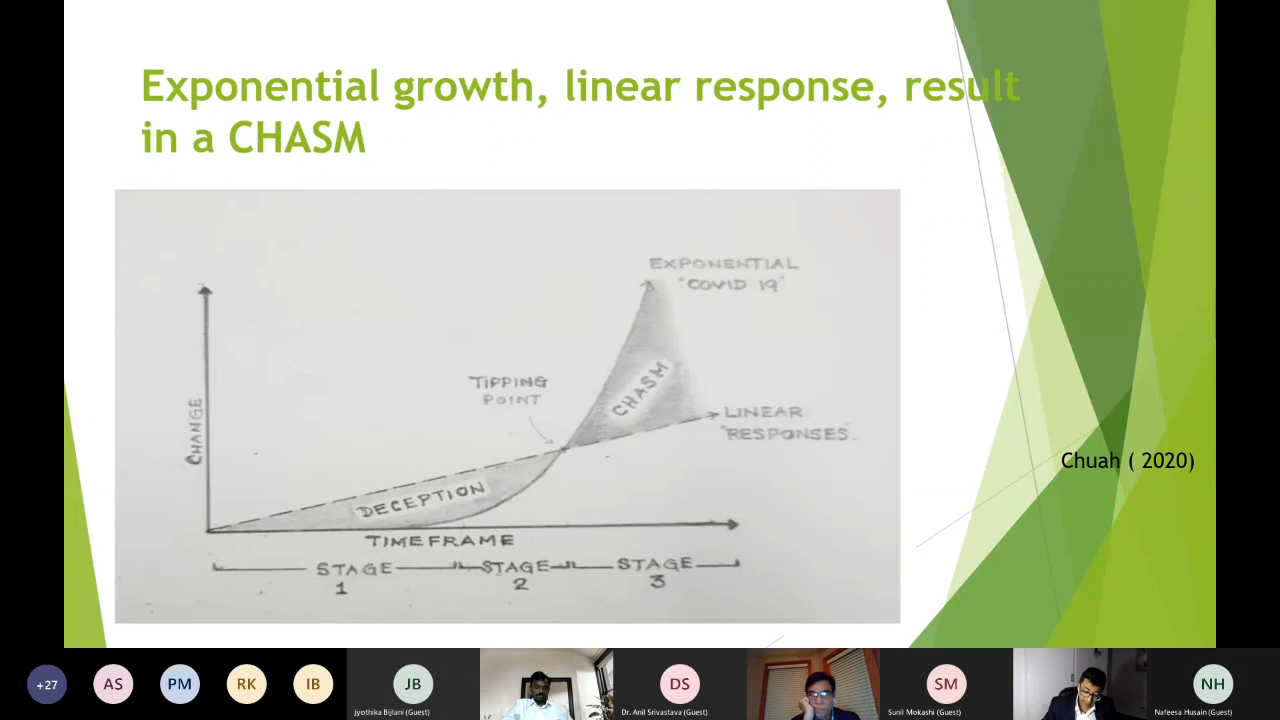 Exponential growth, linear response, result
in a CHASM
EXPONENTIAL
"COVID 19"
TIPPING
POINT
CHASM
LINEAR
"RESPONSES"
CHANGE
DECEPTION
TIMEFRAME
STAGE
1
STAGE
2
STAGE
3
Chuah ( 2020)
+27
AS
PM
RK
IB
JB
DS
SM
NH
jyothika Bijlani (Guest)
Dr. Anil Srivastava (Guest)
Sunil Mokashi (Guest)
Nafeesa Husain (Guest)